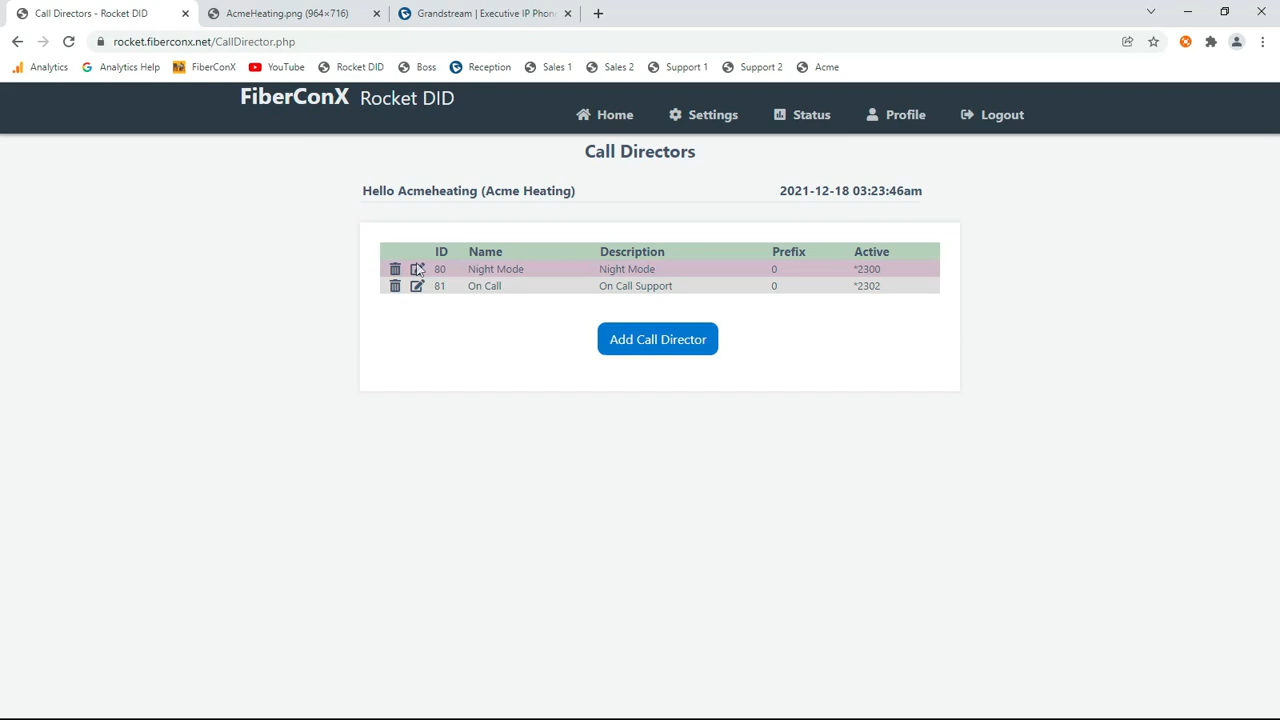 Call Directors - Rocket DID
AcmeHeating.png (964×716)
Grandstream | Executive IP Phon
rocket.fiberconx.net/CallDirector.php
Analytics Analytics Help FiberConX YouTube Rocket DID Boss Reception Sales 1 Sales 2 Support 1 Support 2 Acme
FiberConX Rocket DID
Home Settings Status Profile Logout
Call Directors
Hello Acmeheating (Acme Heating) 2021-12-18 03:23:46am
ID Name Description Prefix Active
80 Night Mode Night Mode 0 *2300
81 On Call On Call Support 0 *2302
Add Call Director